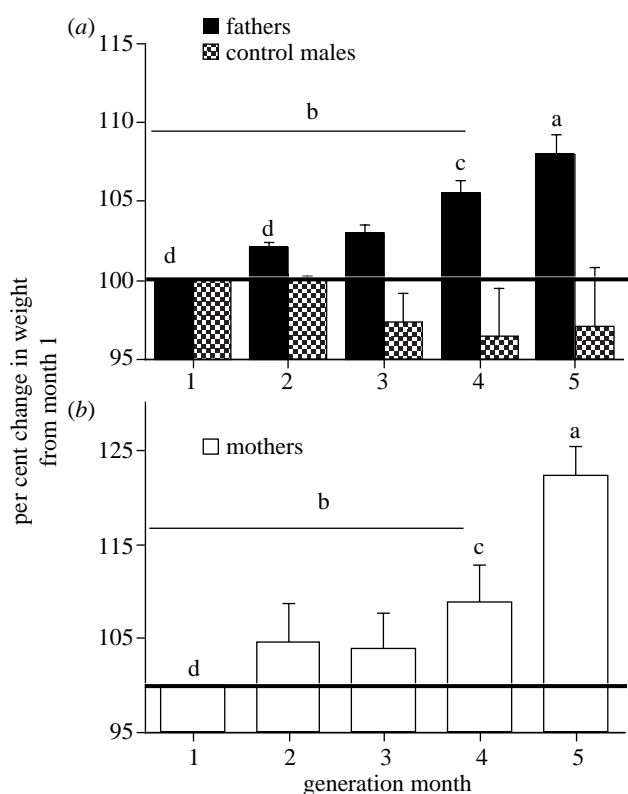 (a)
fathers
control males
115
110
105
100
95
b
d
d
c
a
1 2 3 4 5
per cent change in weight
from month 1
(b)
mothers
125
115
105
95
b
d
c
a
1 2 3 4 5
generation month